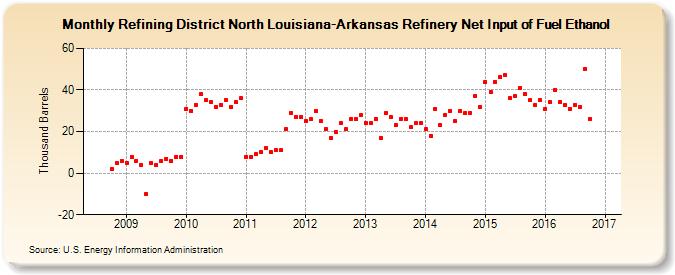 Monthly Refining District North Louisiana-Arkansas Refinery Net Input of Fuel Ethanol
Thousand Barrels
60
40
20
0
-20
2009 2010 2011 2012 2013 2014 2015 2016 2017
Source: U.S. Energy Information Administration